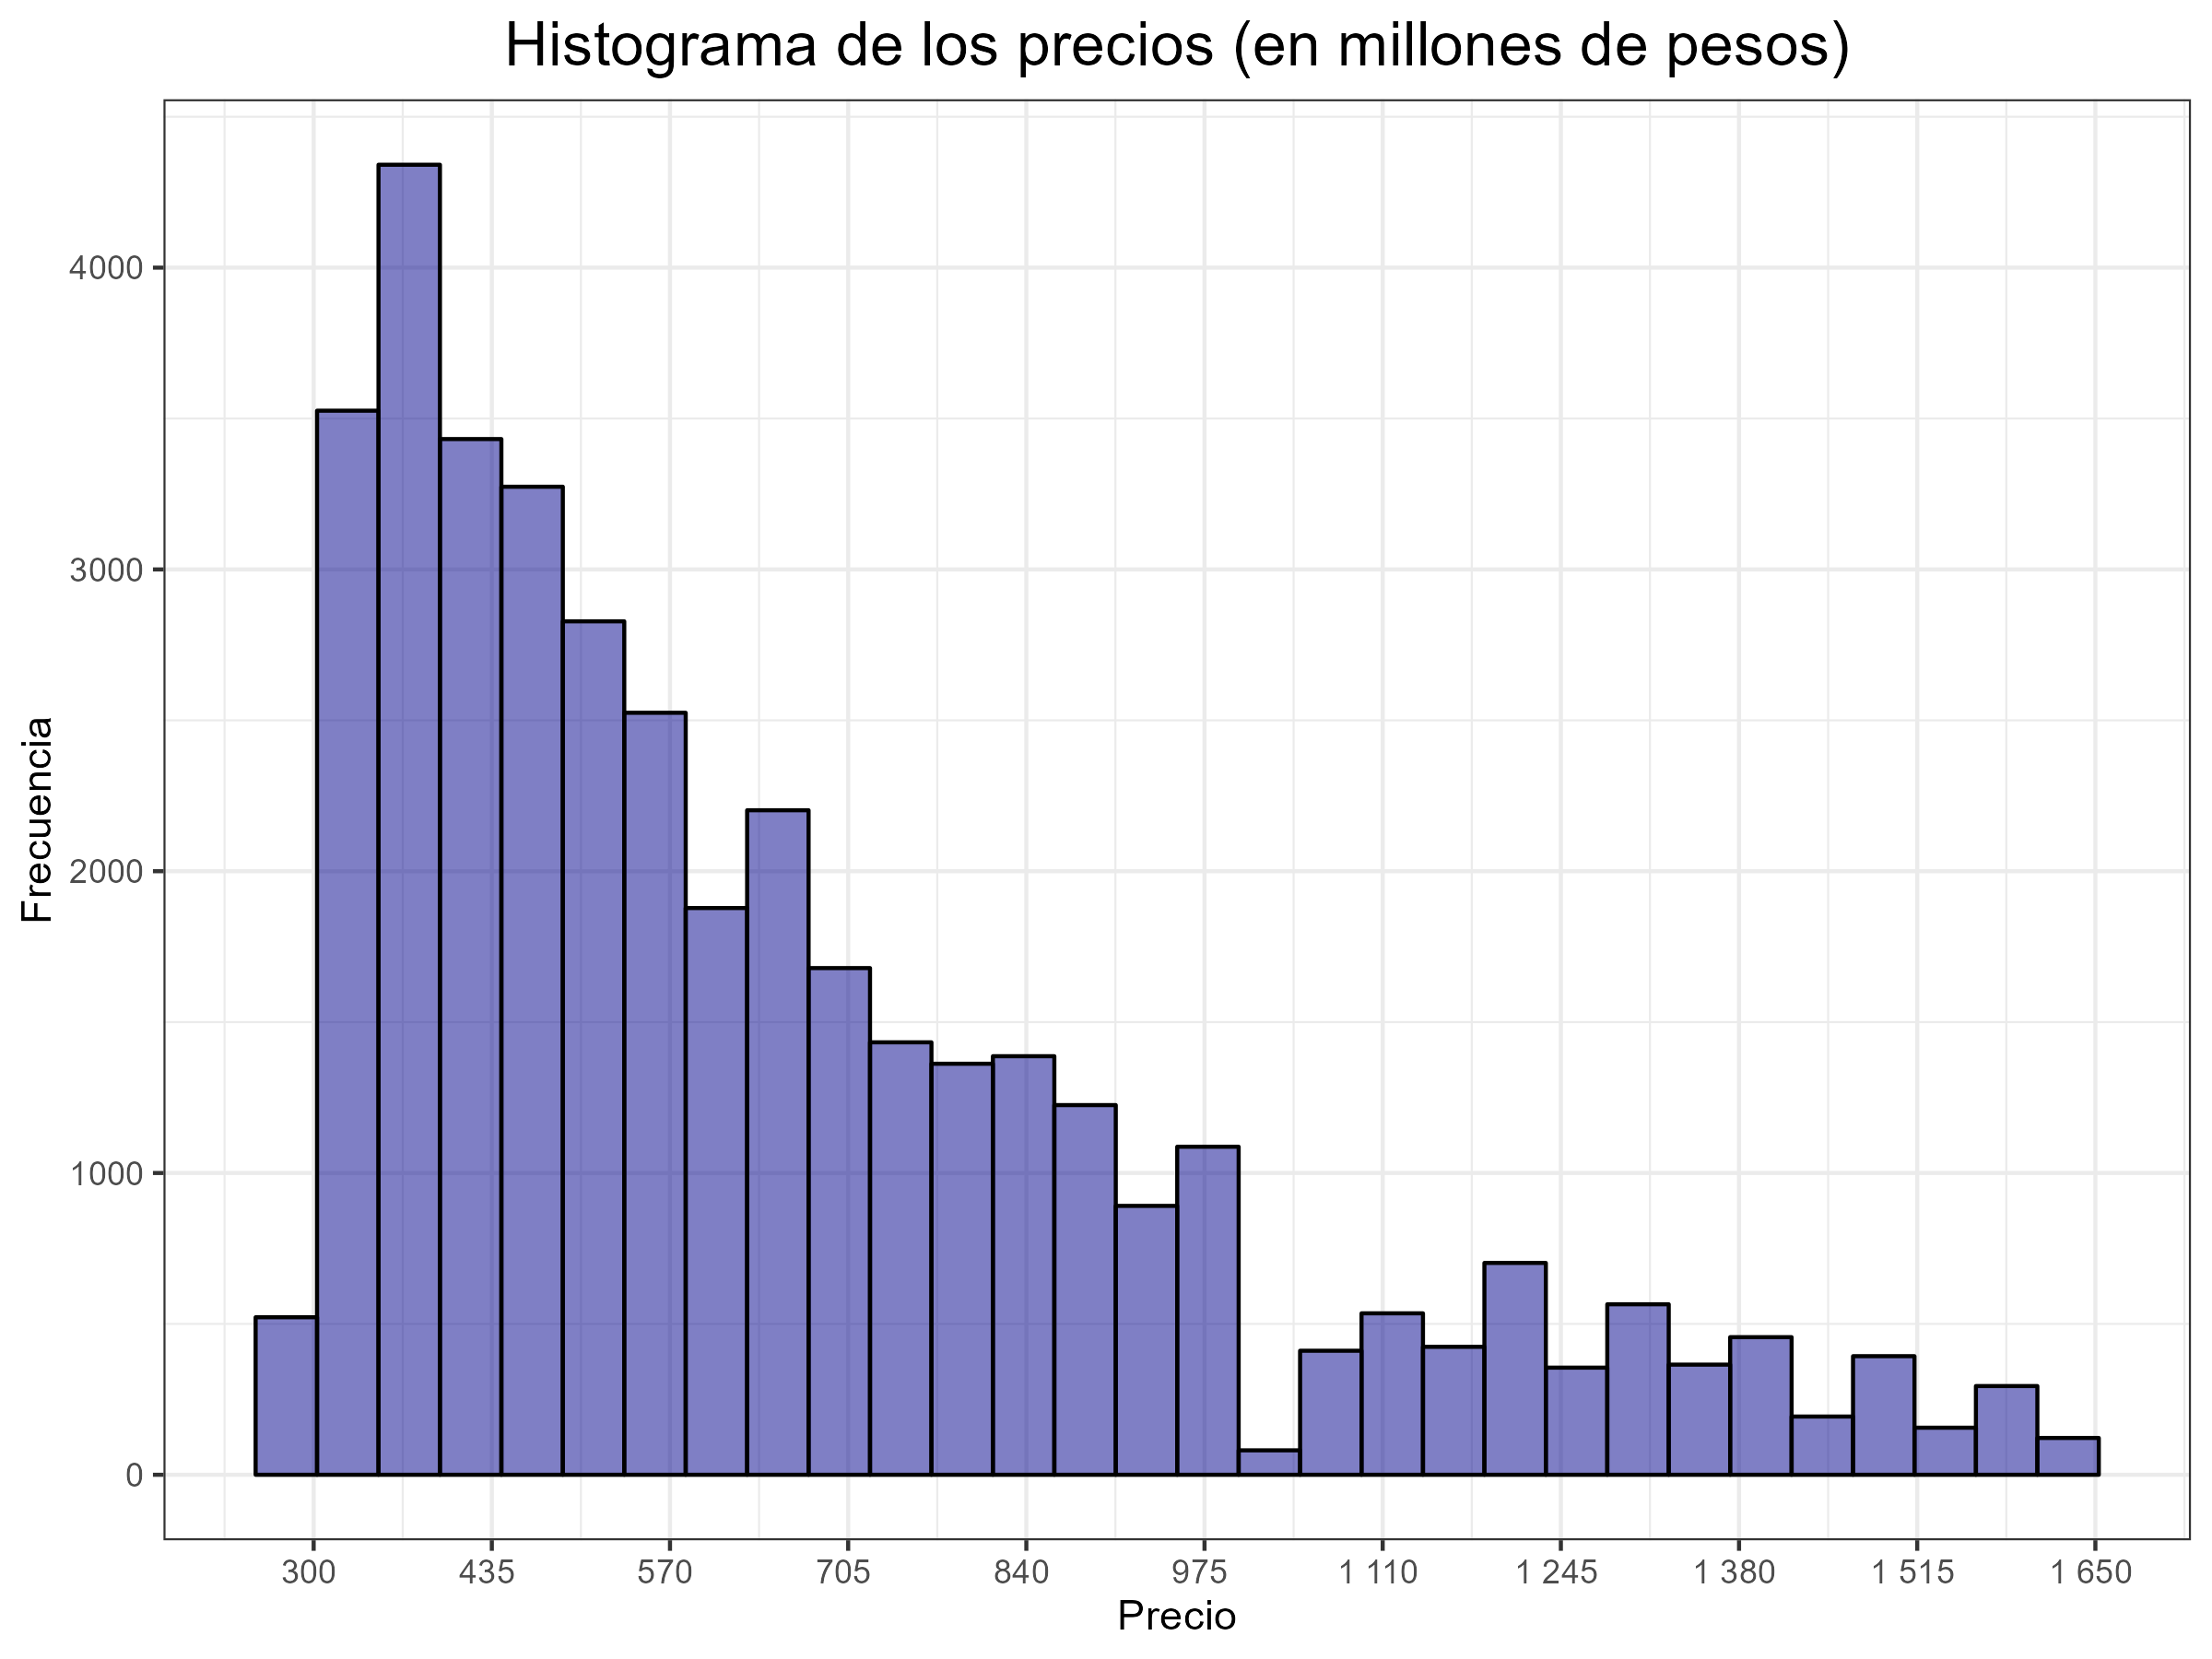 Histograma de los precios (en millones de pesos)
Frecuencia
4000
3000
2000
1000
0
300 435 570 705 840 975 1 110 1 245 1 380 1 515 1 650
Precio